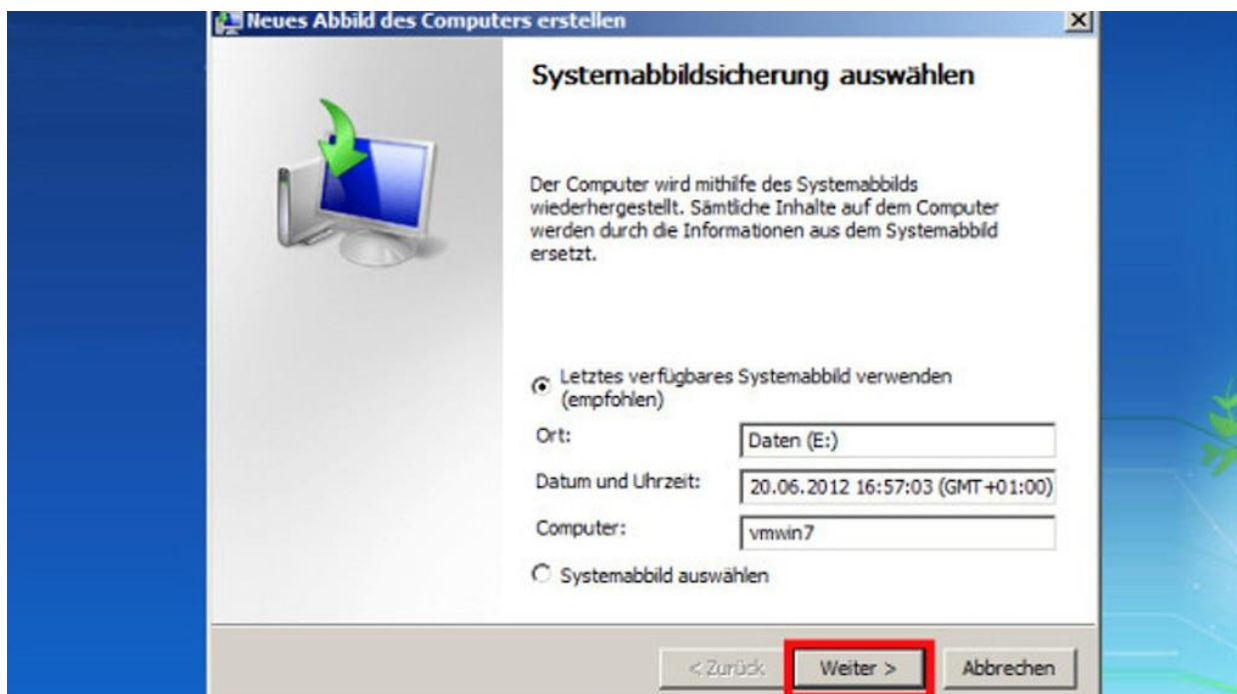 Neues Abbild des Computers erstellen
Systemabbildsicherung auswählen
Der Computer wird mithilfe des Systemabbilds
wiederhergestellt. Sämtliche Inhalte auf dem Computer
werden durch die Informationen aus dem Systemabbild
ersetzt.
Letztes verfügbares Systemabbild verwenden
(empfohlen)
Ort: Daten (E:)
Datum und Uhrzeit: 20.06.2012 16:57:03 (GMT+01:00)
Computer: vmwin7
Systemabbild auswählen
< Zurück Weiter > Abbrechen